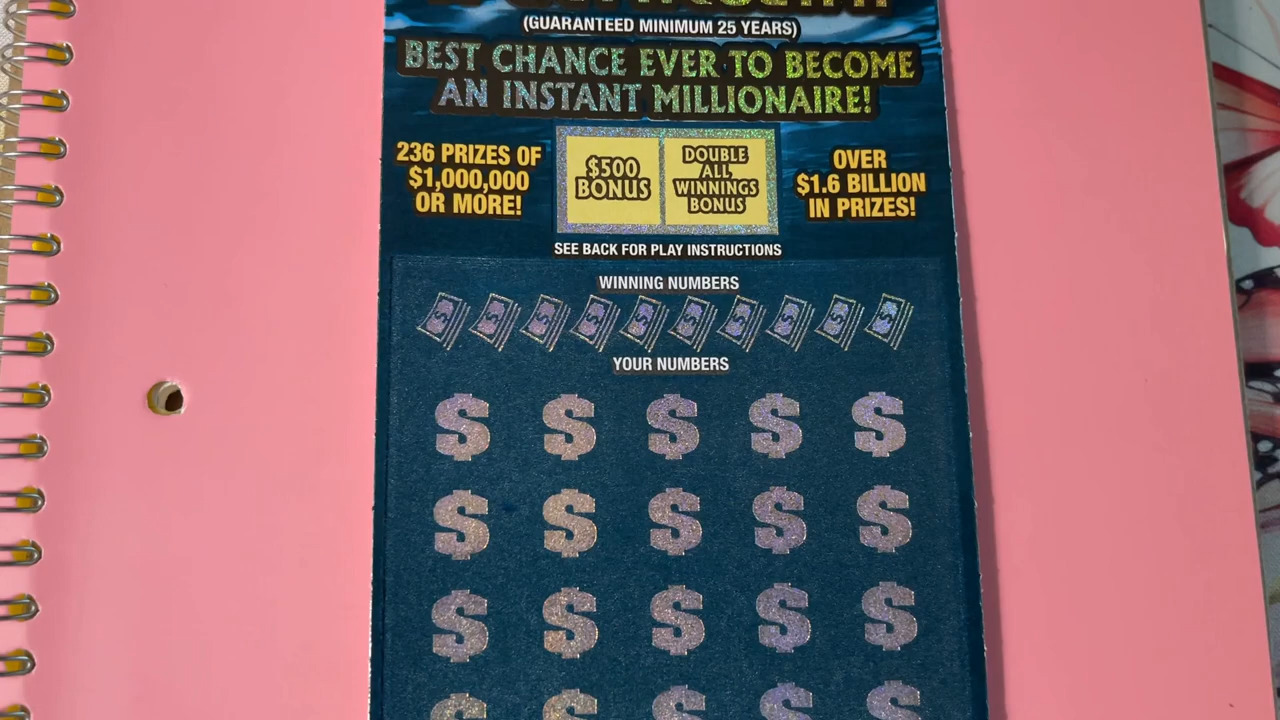 (GUARANTEED MINIMUM 25 YEARS)
BEST CHANCE EVER TO BECOME
AN INSTANT MILLIONAIRE!
236 PRIZES OF
$1,000,000
OR MORE!
$500
BONUS
DOUBLE
ALL
WINNINGS
BONUS
OVER
$1.6 BILLION
IN PRIZES!
SEE BACK FOR PLAY INSTRUCTIONS
WINNING NUMBERS
$ $ $ $ $ $ $ $ $ $
YOUR NUMBERS
$ $ $ $ $
$ $ $ $ $
$ $ $ $ $
$ $ $ $ $